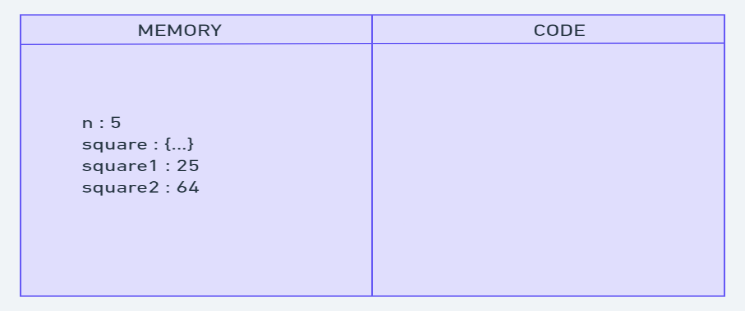 MEMORY
CODE
n : 5
square : {...}
square1 : 25
square2 : 64